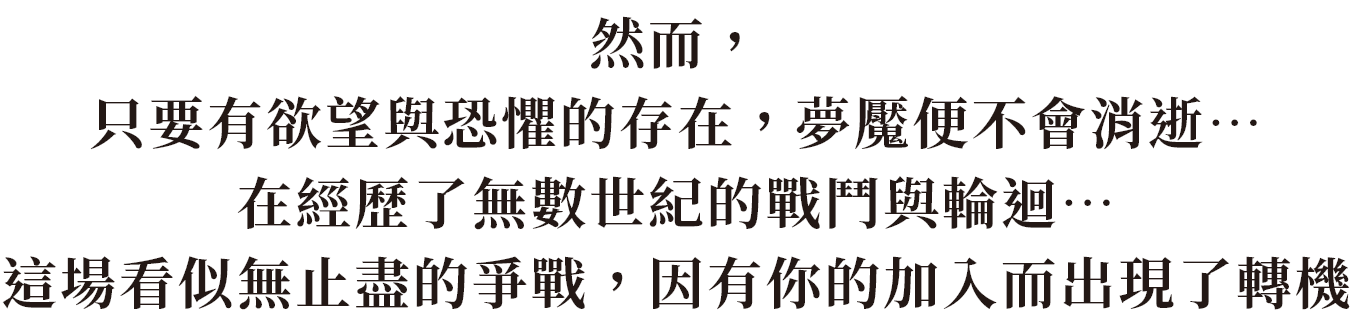 然而，
只要有欲望與恐懼的存在，夢魘便不會消逝…
在經歷了無數世紀的戰鬥與輪迴…
這場看似無止盡的爭戰，因有你的加入而出現了轉機